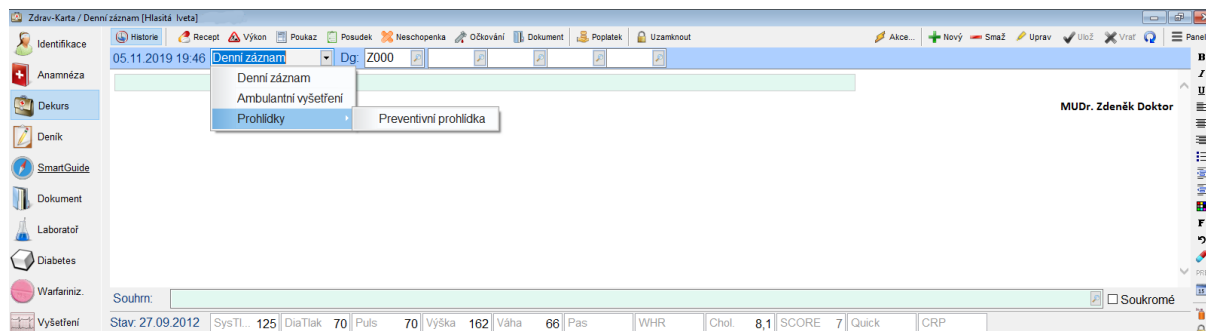 Zdrav-Karta / Denní záznam [Hlasitá Iveta]
Historie Recept Výkon Poukaz Posudek Neschopenka Očkování Dokument Poplatek Uzamknout Akce... Nový Smaž Uprav Ulož Vrať Panel
05.11.2019 19:46 Denní záznam Dg: Z000
Denní záznam
Ambulantní vyšetření
Prohlídky Preventivní prohlídka
MUDr. Zdeněk Doktor
Identifikace
Anamnéza
Dekurs
Deník
SmartGuide
Dokument
Laboratoř
Diabetes
Warfariniz.
Vyšetření
B
I
U
F
PRI
15
Souhrn: Soukromé
Stav: 27.09.2012 SysTl... 125 DiaTlak 70 Puls 70 Výška 162 Váha 66 Pas WHR Chol. 8,1 SCORE 7 Quick CRP